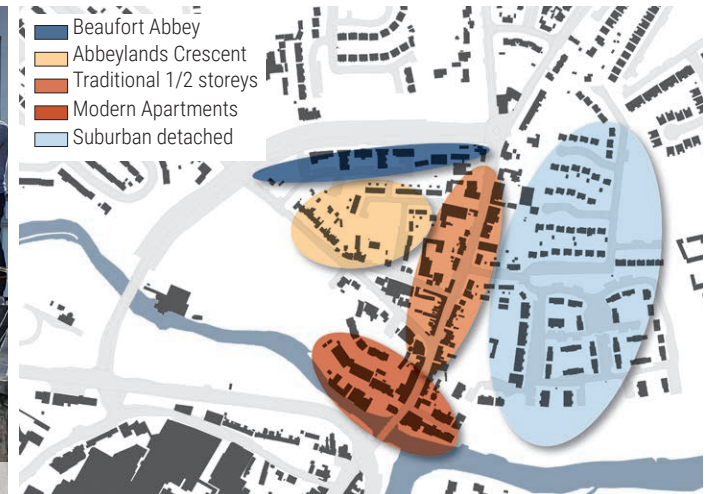 Beaufort Abbey
Abbeylands Crescent
Traditional 1/2 storeys
Modern Apartments
Suburban detached